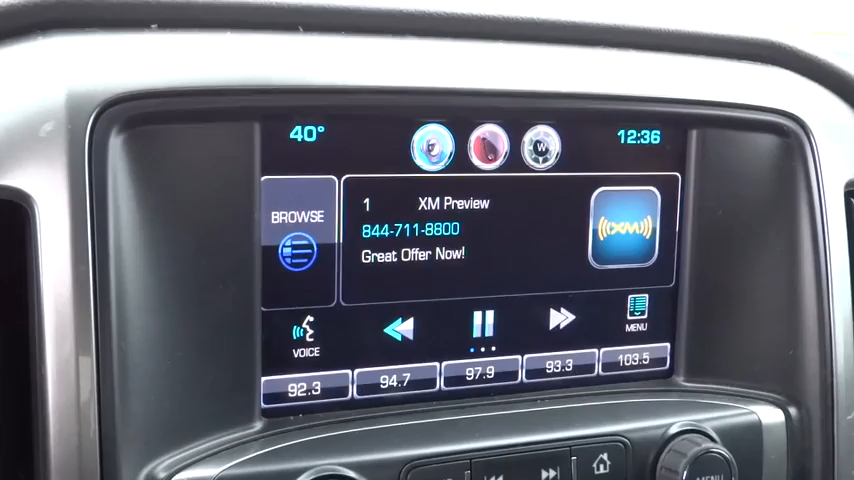 40°
W
12:36
BROWSE
1 XM Preview
844-711-8800
Great Offer Now!
((XM))
VOICE
MENU
92.3 94.7 97.9 93.3 103.5
MENU